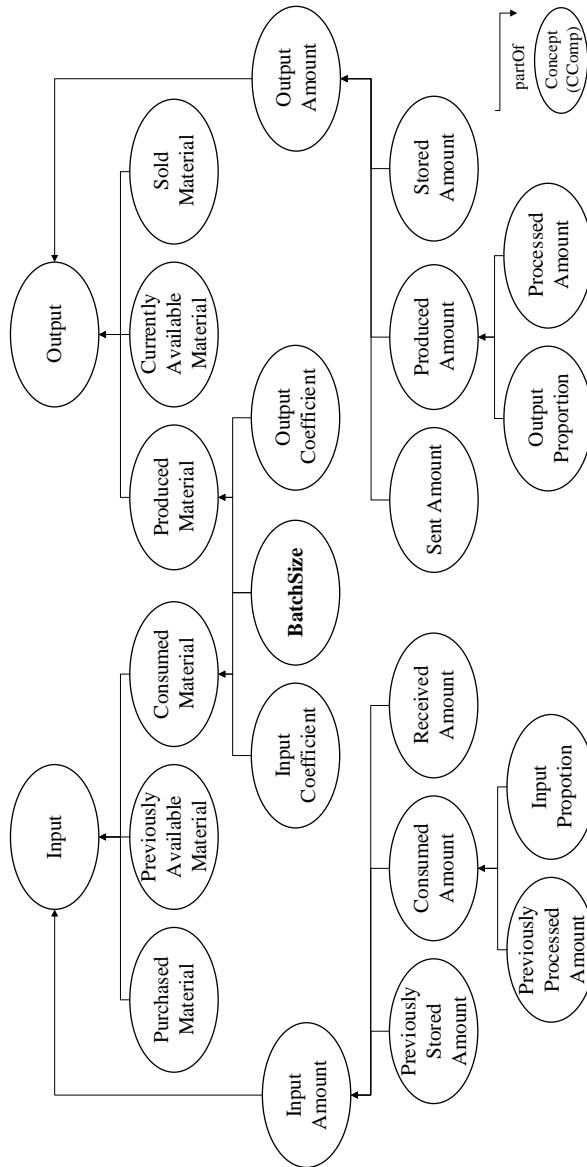 Input
Output
Purchased
Material
Previously
Available
Material
Consumed
Material
Produced
Material
Currently
Available
Material
Sold
Material
Input
Amount
Input
Coefficient
BatchSize
Output
Coefficient
Output
Amount
Previously
Stored
Amount
Consumed
Amount
Received
Amount
Sent Amount
Produced
Amount
Stored
Amount
Previously
Processed
Amount
Input
Propotion
Output
Proportion
Processed
Amount
partOf
Concept
(CComp)